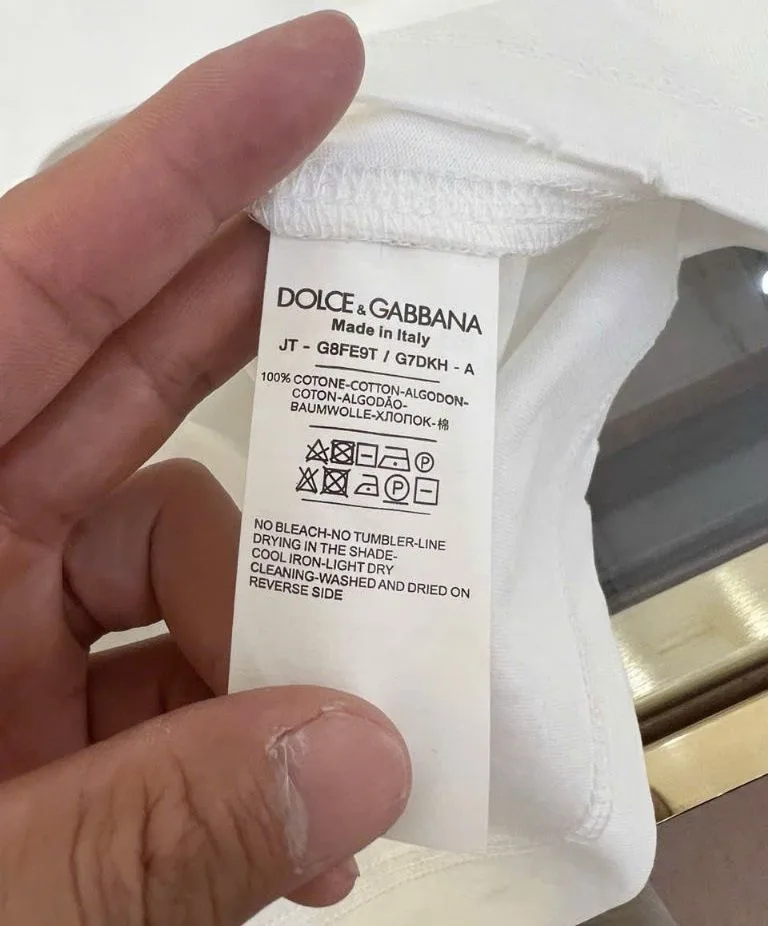 DOLCE & GABBANA
Made in Italy
JT - G8FE9T / G7DKH - A
100% COTONE-COTTON-ALGODON-
COTON-ALGODÃO-
BAUMWOLLE-ХЛОПОК-棉
NO BLEACH-NO TUMBLER-LINE
DRYING IN THE SHADE-
COOL IRON-LIGHT DRY
CLEANING-WASHED AND DRIED ON
REVERSE SIDE